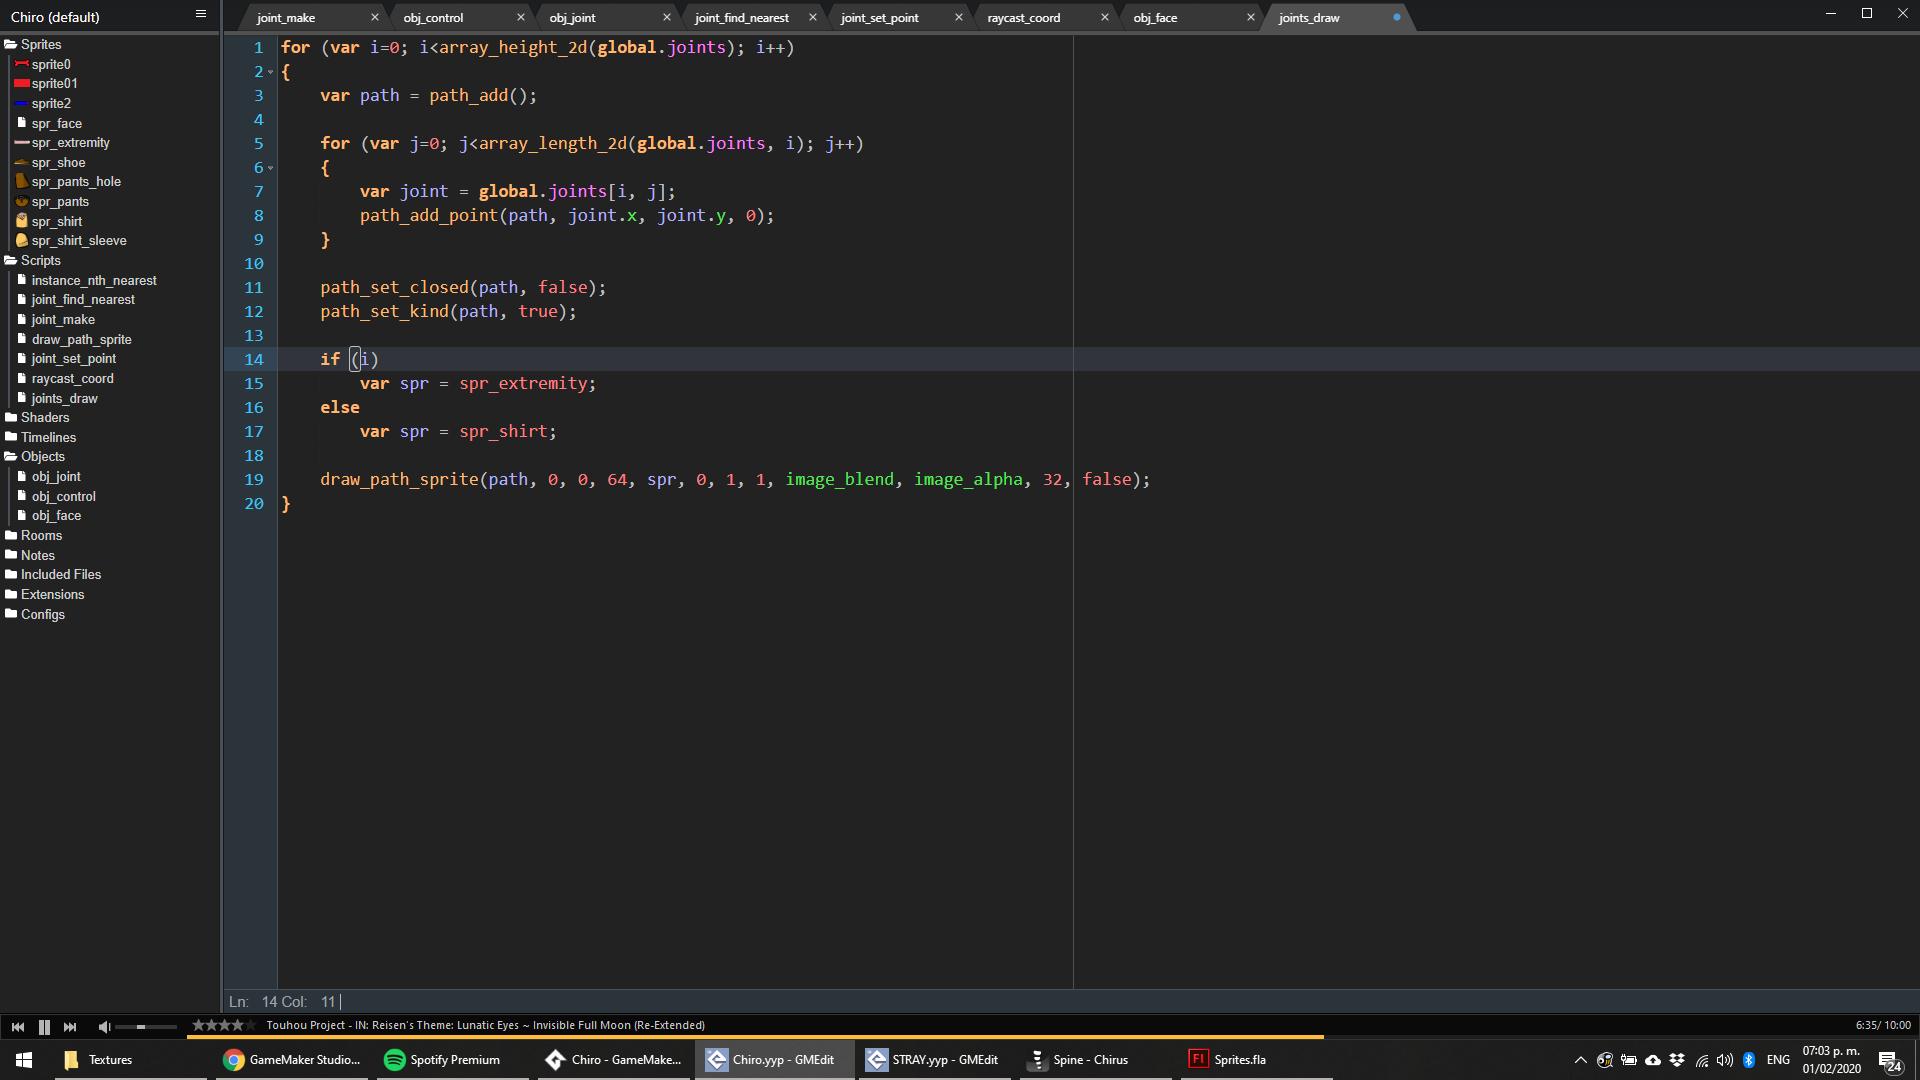 Chiro (default)
joint_make
obj_control
obj_joint
joint_find_nearest
joint_set_point
raycast_coord
obj_face
joints_draw
Sprites
sprite0
sprite01
sprite2
spr_face
spr_extremity
spr_shoe
spr_pants_hole
spr_pants
spr_shirt
spr_shirt_sleeve
Scripts
instance_nth_nearest
joint_find_nearest
joint_make
draw_path_sprite
joint_set_point
raycast_coord
joints_draw
Shaders
Timelines
Objects
obj_joint
obj_control
obj_face
Rooms
Notes
Included Files
Extensions
Configs
1 for (var i=0; i<array_height_2d(global.joints); i++)
2 {
3 var path = path_add();
4
5 for (var j=0; j<array_length_2d(global.joints, i); j++)
6 {
7 var joint = global.joints[i, j];
8 path_add_point(path, joint.x, joint.y, 0);
9 }
10
11 path_set_closed(path, false);
12 path_set_kind(path, true);
13
14 if (i)
15 var spr = spr_extremity;
16 else
17 var spr = spr_shirt;
18
19 draw_path_sprite(path, 0, 0, 64, spr, 0, 1, 1, image_blend, image_alpha, 32, false);
20 }
Ln: 14 Col: 11
Touhou Project - IN: Reisen's Theme: Lunatic Eyes ~ Invisible Full Moon (Re-Extended)
6:35/ 10:00
Textures
GameMaker Studio...
Spotify Premium
Chiro - GameMake...
Chiro.yyp - GMEdit
STRAY.yyp - GMEdit
Spine - Chirus
Fl
Sprites.fla
ENG
07:03 p. m.
01/02/2020
24